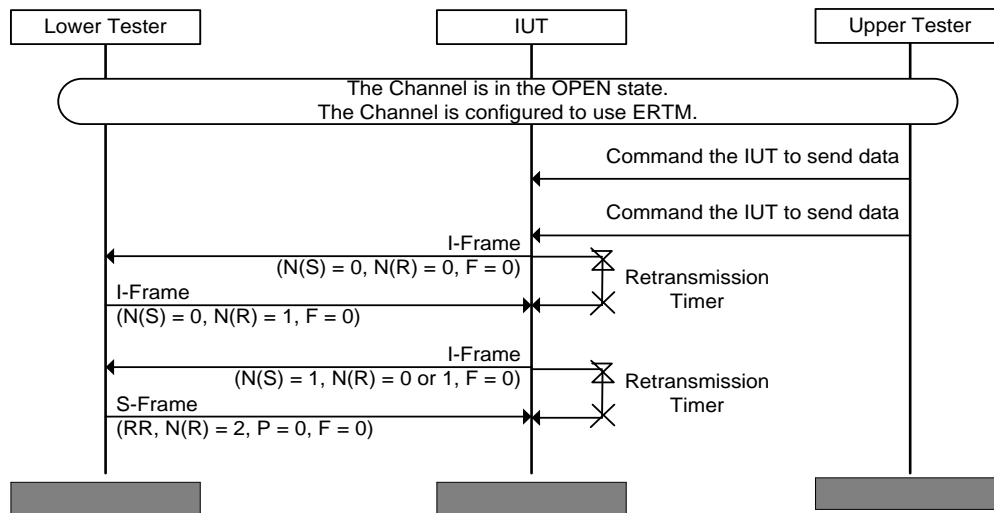 Lower Tester
IUT
Upper Tester
The Channel is in the OPEN state.
The Channel is configured to use ERTM.
Command the IUT to send data
Command the IUT to send data
I-Frame
(N(S) = 0, N(R) = 0, F = 0)
Retransmission
Timer
I-Frame
(N(S) = 0, N(R) = 1, F = 0)
I-Frame
(N(S) = 1, N(R) = 0 or 1, F = 0)
Retransmission
Timer
S-Frame
(RR, N(R) = 2, P = 0, F = 0)